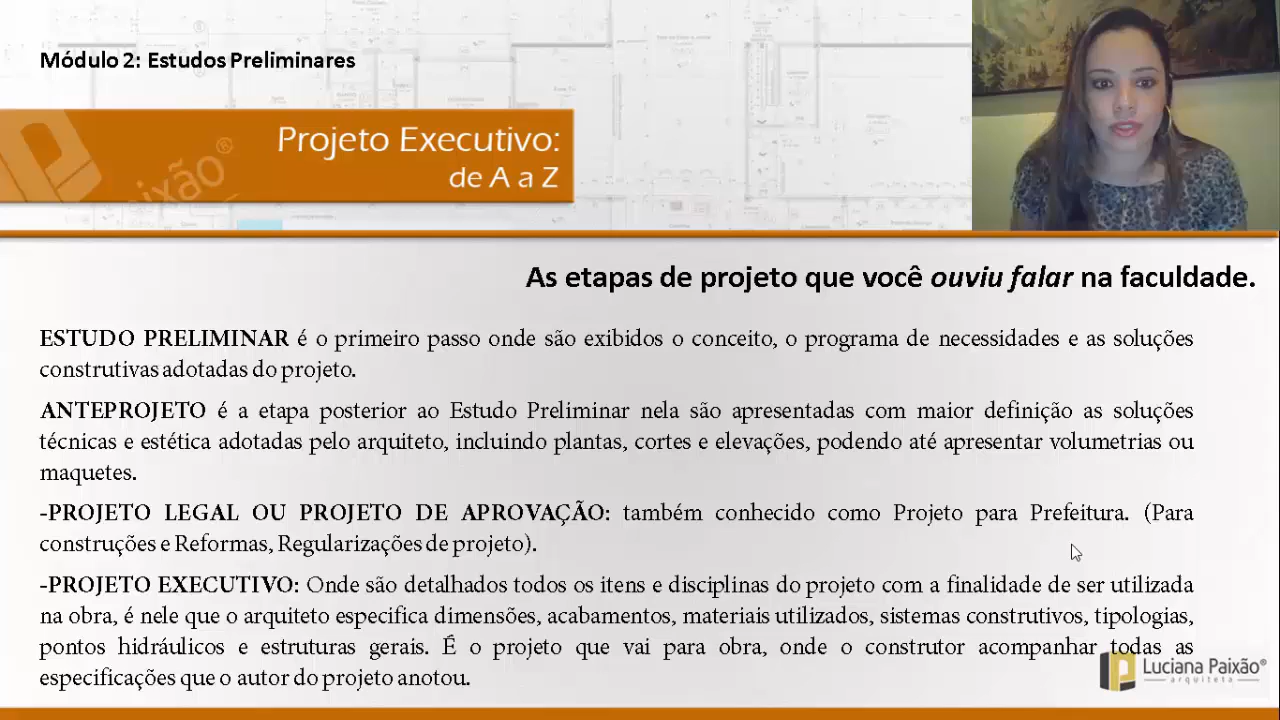 Módulo 2: Estudos Preliminares
Projeto Executivo:
de A a Z
paixão®
As etapas de projeto que você ouviu falar na faculdade.
ESTUDO PRELIMINAR é o primeiro passo onde são exibidos o conceito, o programa de necessidades e as soluções
construtivas adotadas do projeto.
ANTEPROJETO é a etapa posterior ao Estudo Preliminar nela são apresentadas com maior definição as soluções
técnicas e estética adotadas pelo arquiteto, incluindo plantas, cortes e elevações, podendo até apresentar volumetrias ou
maquetes.
-PROJETO LEGAL OU PROJETO DE APROVAÇÃO: também conhecido como Projeto para Prefeitura. (Para
construções e Reformas, Regularizações de projeto).
-PROJETO EXECUTIVO: Onde são detalhados todos os itens e disciplinas do projeto com a finalidade de ser utilizada
na obra, é nele que o arquiteto especifica dimensões, acabamentos, materiais utilizados, sistemas construtivos, tipologias,
pontos hidráulicos e estruturas gerais. É o projeto que vai para obra, onde o construtor acompanhar todas as
especificações que o autor do projeto anotou.
Luciana Paixão®
arquiteta